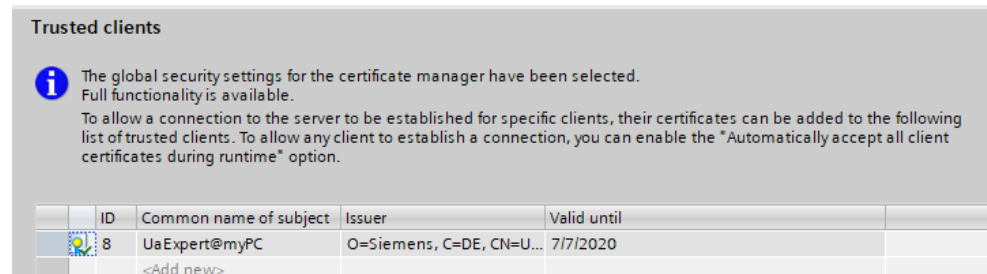 Trusted clients
The global security settings for the certificate manager have been selected.
Full functionality is available.
To allow a connection to the server to be established for specific clients, their certificates can be added to the following
list of trusted clients. To allow any client to establish a connection, you can enable the "Automatically accept all client
certificates during runtime" option.
ID Common name of subject Issuer Valid until
8 UaExpert@myPC O=Siemens, C=DE, CN=U... 7/7/2020
<Add new>